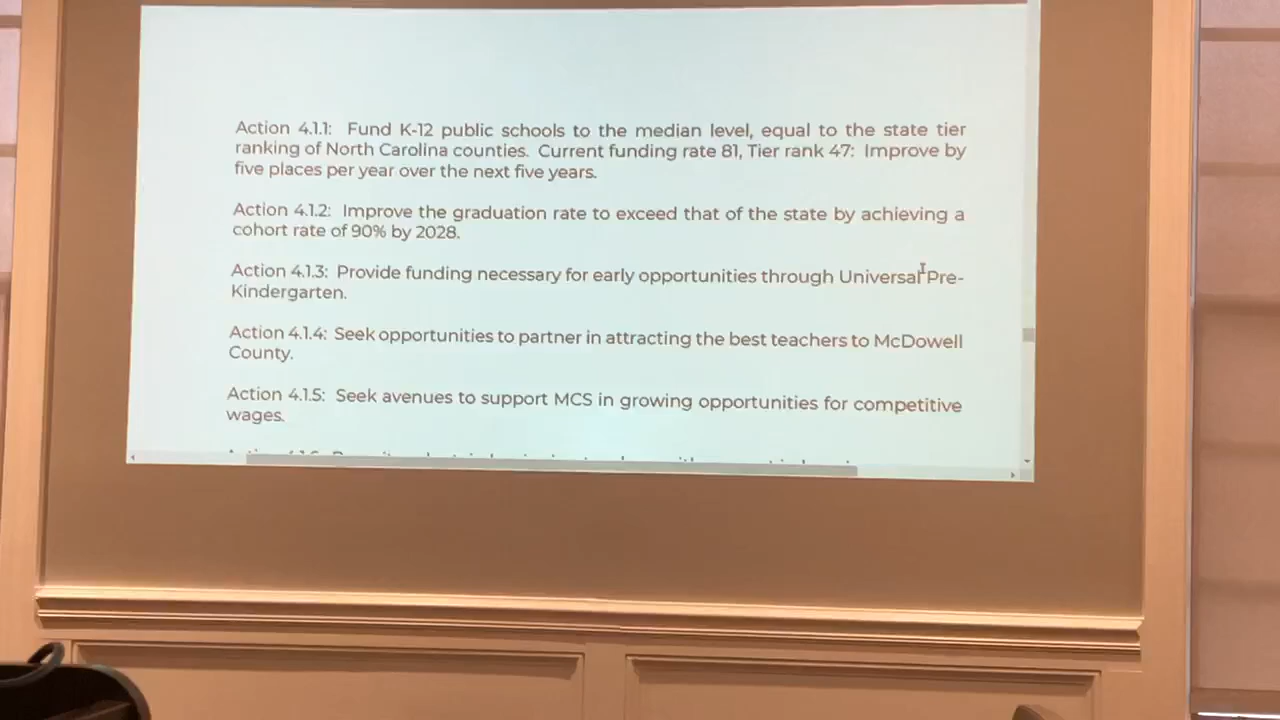 Action 4.1.1: Fund K-12 public schools to the median level, equal to the state tier
ranking of North Carolina counties. Current funding rate 81, Tier rank 47: Improve by
five places per year over the next five years.
Action 4.1.2: Improve the graduation rate to exceed that of the state by achieving a
cohort rate of 90% by 2028.
Action 4.1.3: Provide funding necessary for early opportunities through Universal Pre-
Kindergarten.
Action 4.1.4: Seek opportunities to partner in attracting the best teachers to McDowell
County.
Action 4.1.5: Seek avenues to support MCS in growing opportunities for competitive
wages.